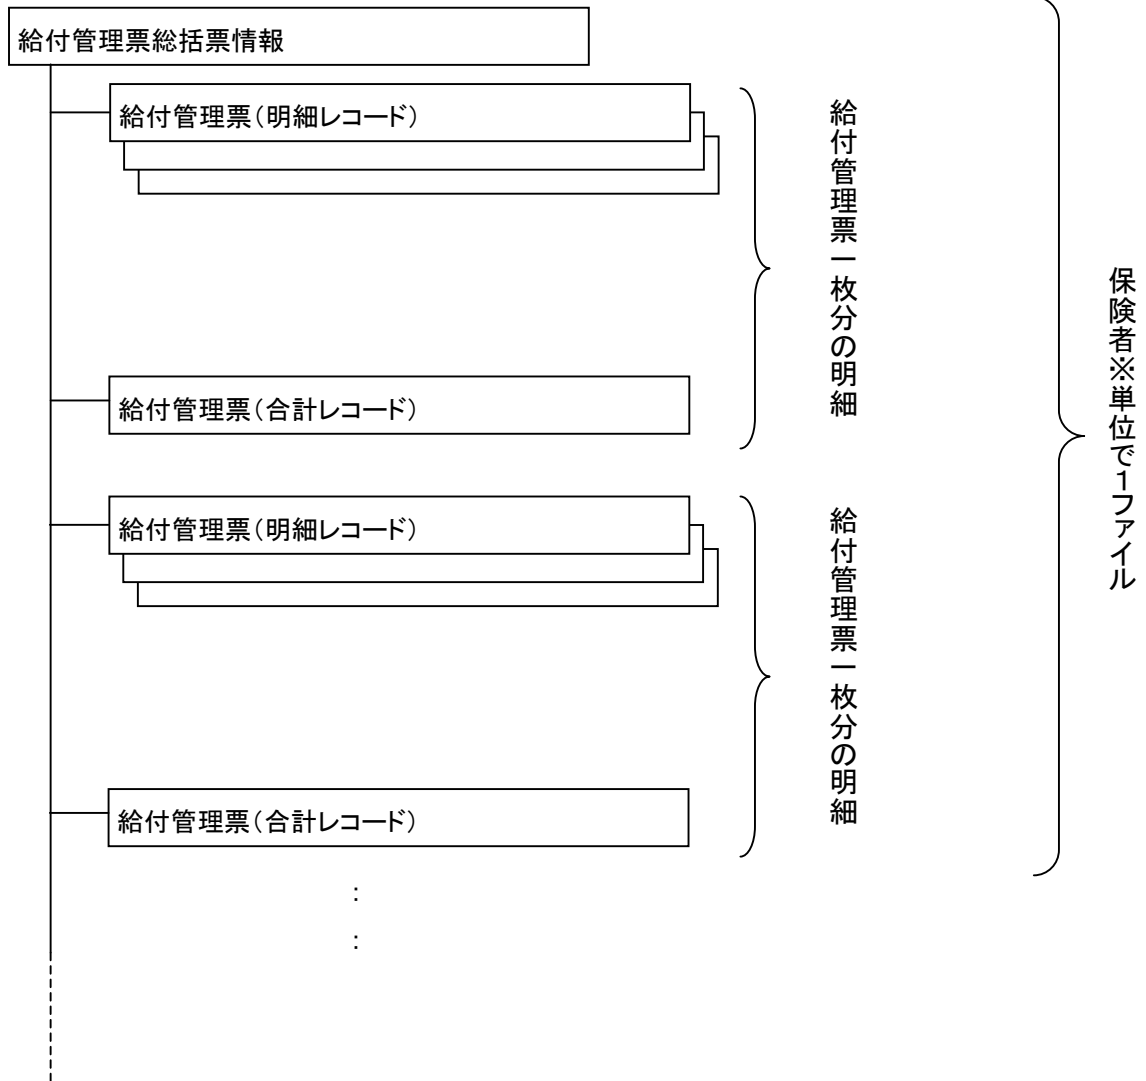 給付管理票総括票情報
給付管理票（明細レコード）
給付管理票一枚分の明細
給付管理票（合計レコード）
給付管理票（明細レコード）
給付管理票一枚分の明細
給付管理票（合計レコード）
：
：
保険者※単位で１ファイル